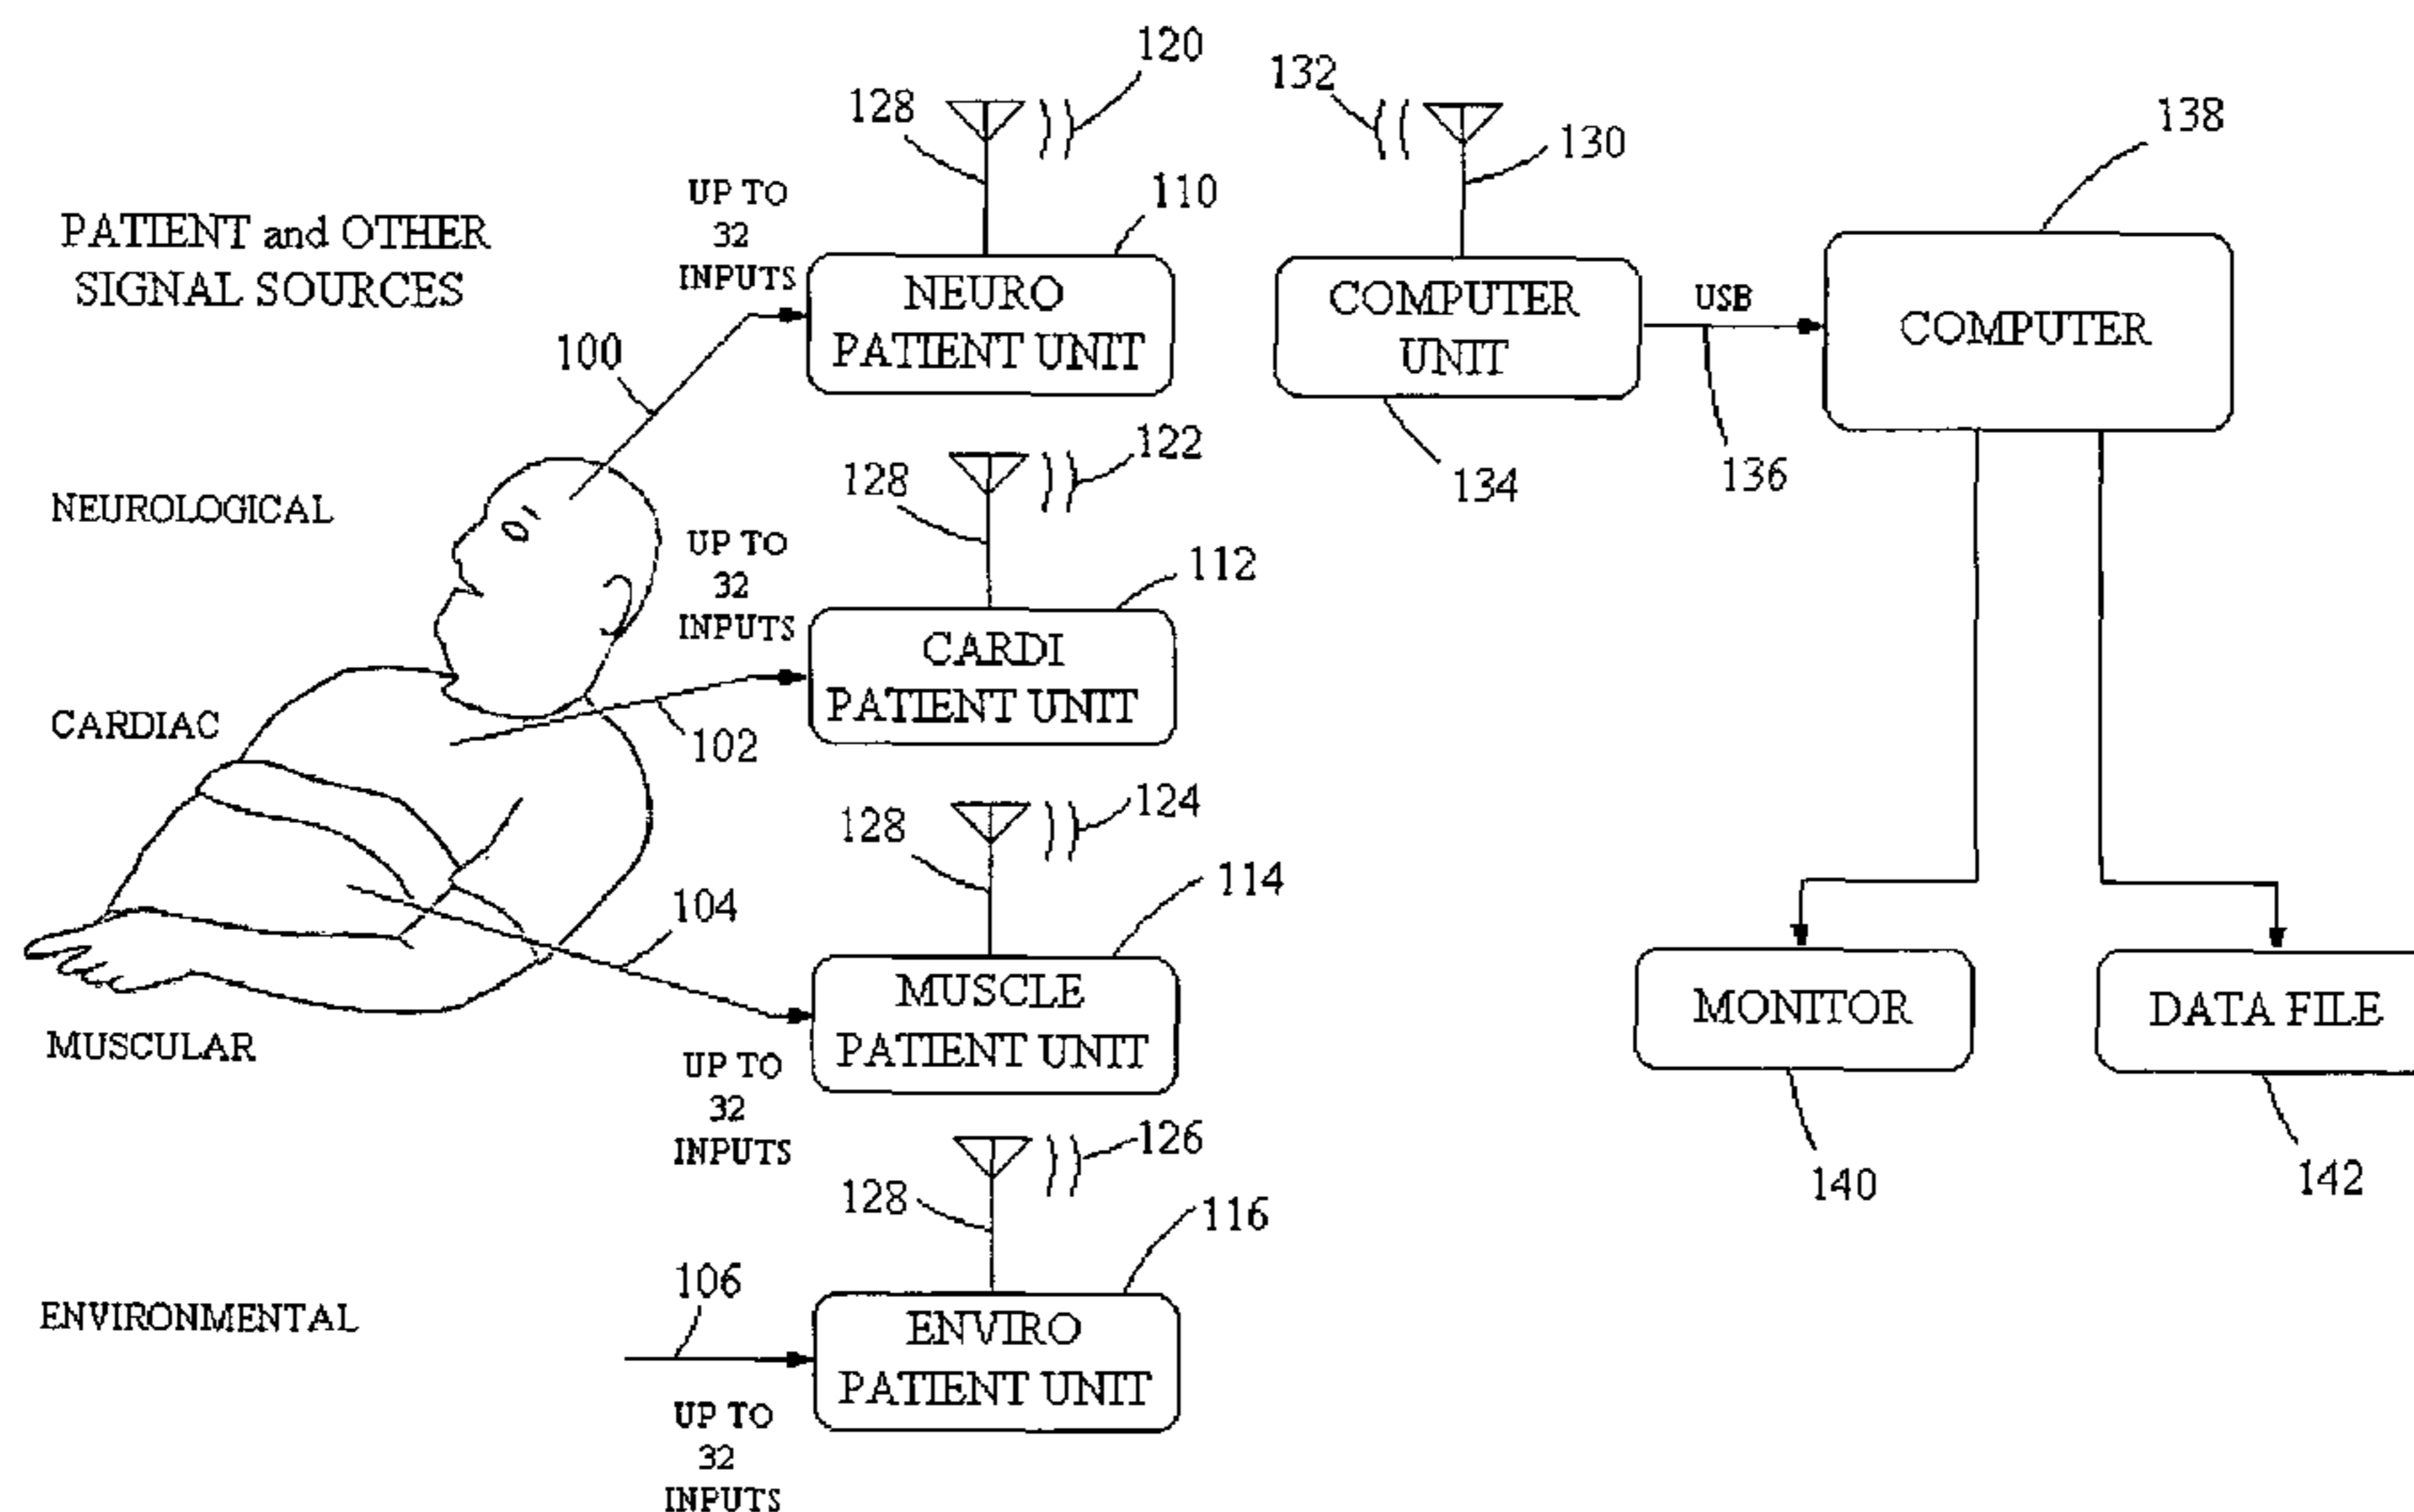 PATIENT and OTHER
SIGNAL SOURCES
NEUROLOGICAL
CARDIAC
MUSCULAR
ENVIRONMENTAL
100
102
104
106
UP TO
32
INPUTS
128
120
110
NEURO
PATIENT UNIT
UP TO
32
INPUTS
128
122
112
CARDI
PATIENT UNIT
128
124
114
MUSCLE
PATIENT UNIT
UP TO
32
INPUTS
128
126
116
ENVIRO
PATIENT UNIT
UP TO
32
INPUTS
132
130
COMPUTER
UNIT
134
USB
136
138
COMPUTER
MONITOR
140
DATA FILE
142